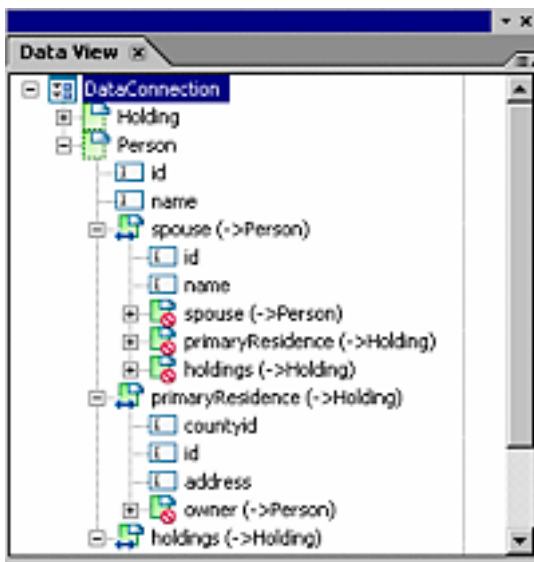 Data View
DataConnection
Holding
Person
id
name
spouse (->Person)
id
name
spouse (->Person)
primaryResidence (->Holding)
holdings (->Holding)
primaryResidence (->Holding)
countyid
id
address
owner (->Person)
holdings (->Holding)